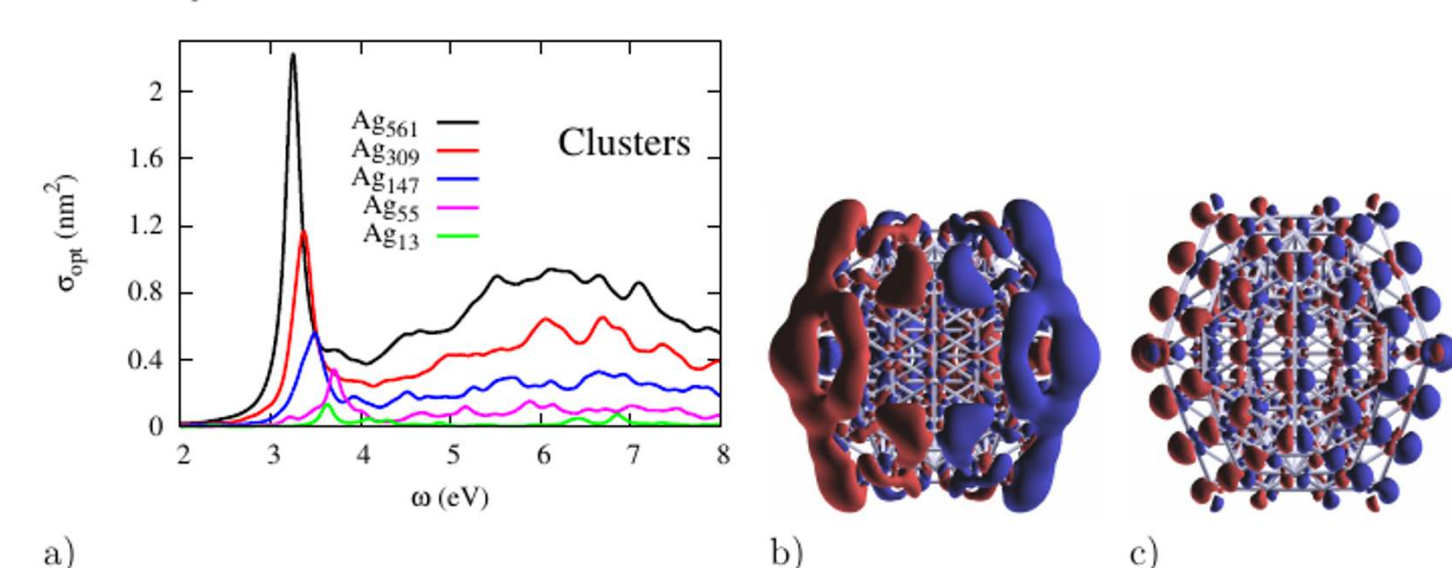 2
1.6
1.2
0.8
0.4
0
σopt (nm²)
Ag561
Ag309
Ag147
Ag55
Ag13
Clusters
2 3 4 5 6 7 8
ω (eV)
a)
b)
c)